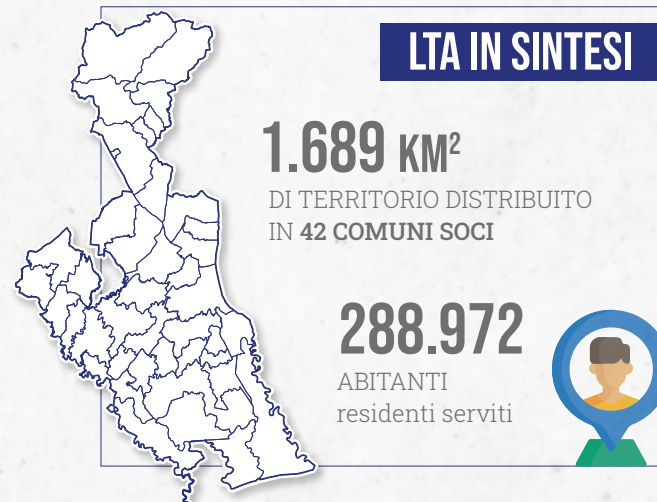 LTA IN SINTESI
1.689 KM²
DI TERRITORIO DISTRIBUITO
IN 42 COMUNI SOCI
288.972
ABITANTI
residenti serviti